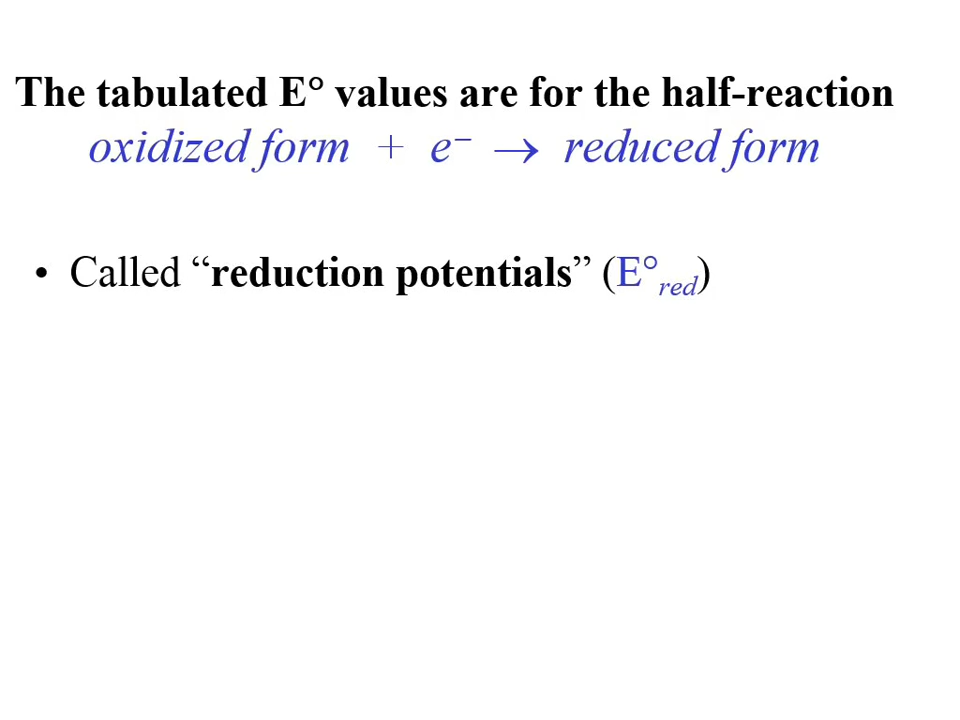 The tabulated E° values are for the half-reaction
oxidized form + e⁻ → reduced form
• Called “reduction potentials” (E°red)